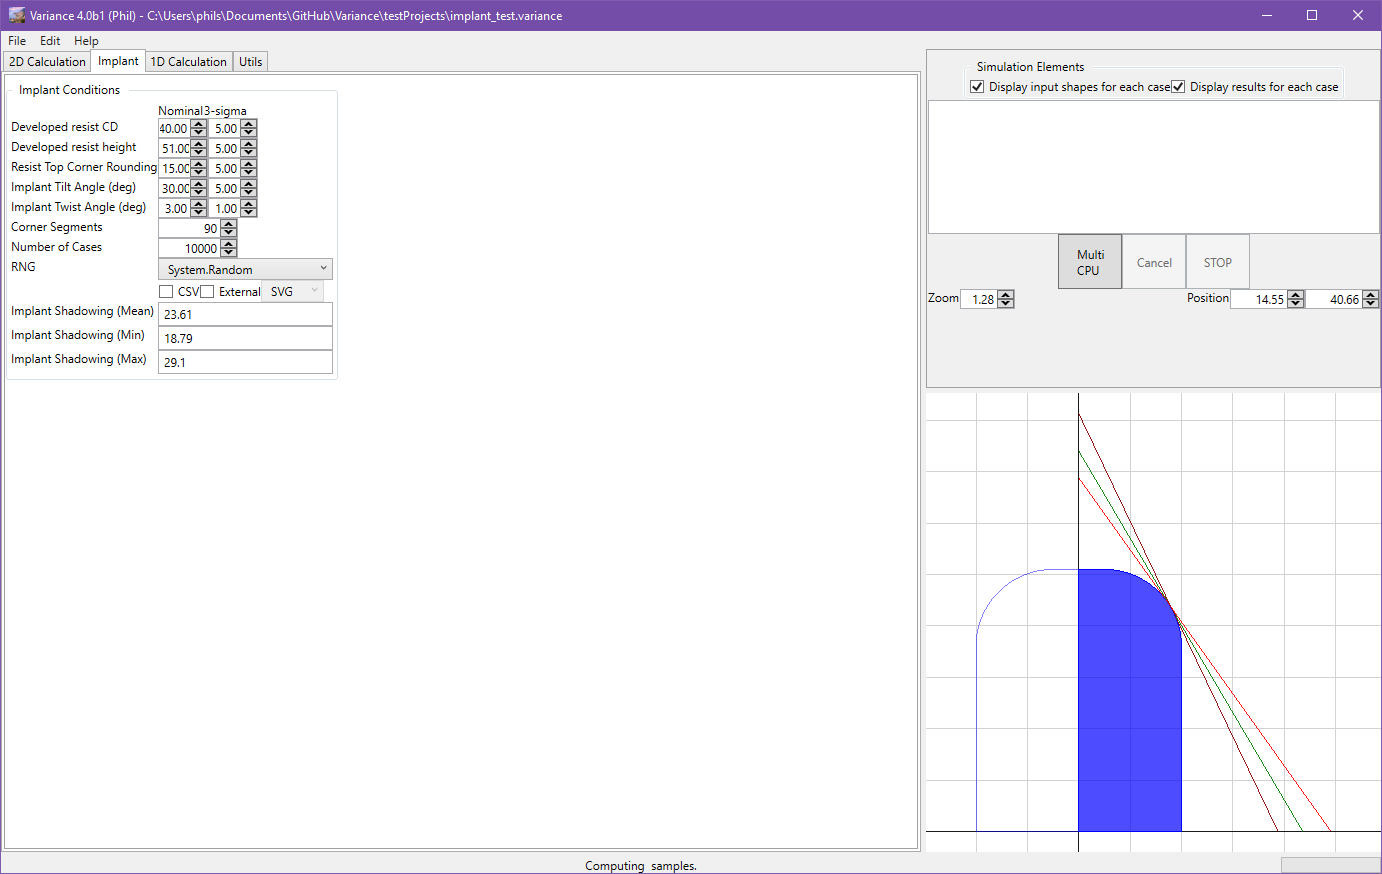 Variance 4.0b1 (Phil) - C:\Users\phils\Documents\GitHub\Variance\testProjects\implant_test.variance
File Edit Help
2D Calculation Implant 1D Calculation Utils
Implant Conditions
Nominal 3-sigma
Developed resist CD 40.00 5.00
Developed resist height 51.00 5.00
Resist Top Corner Rounding 15.00 5.00
Implant Tilt Angle (deg) 30.00 5.00
Implant Twist Angle (deg) 3.00 1.00
Corner Segments 90
Number of Cases 10000
RNG System.Random
CSV External SVG
Implant Shadowing (Mean) 23.61
Implant Shadowing (Min) 18.79
Implant Shadowing (Max) 29.1
Simulation Elements
Display input shapes for each case Display results for each case
Multi CPU Cancel STOP
Zoom 1.28 Position 14.55 40.66
Computing samples.